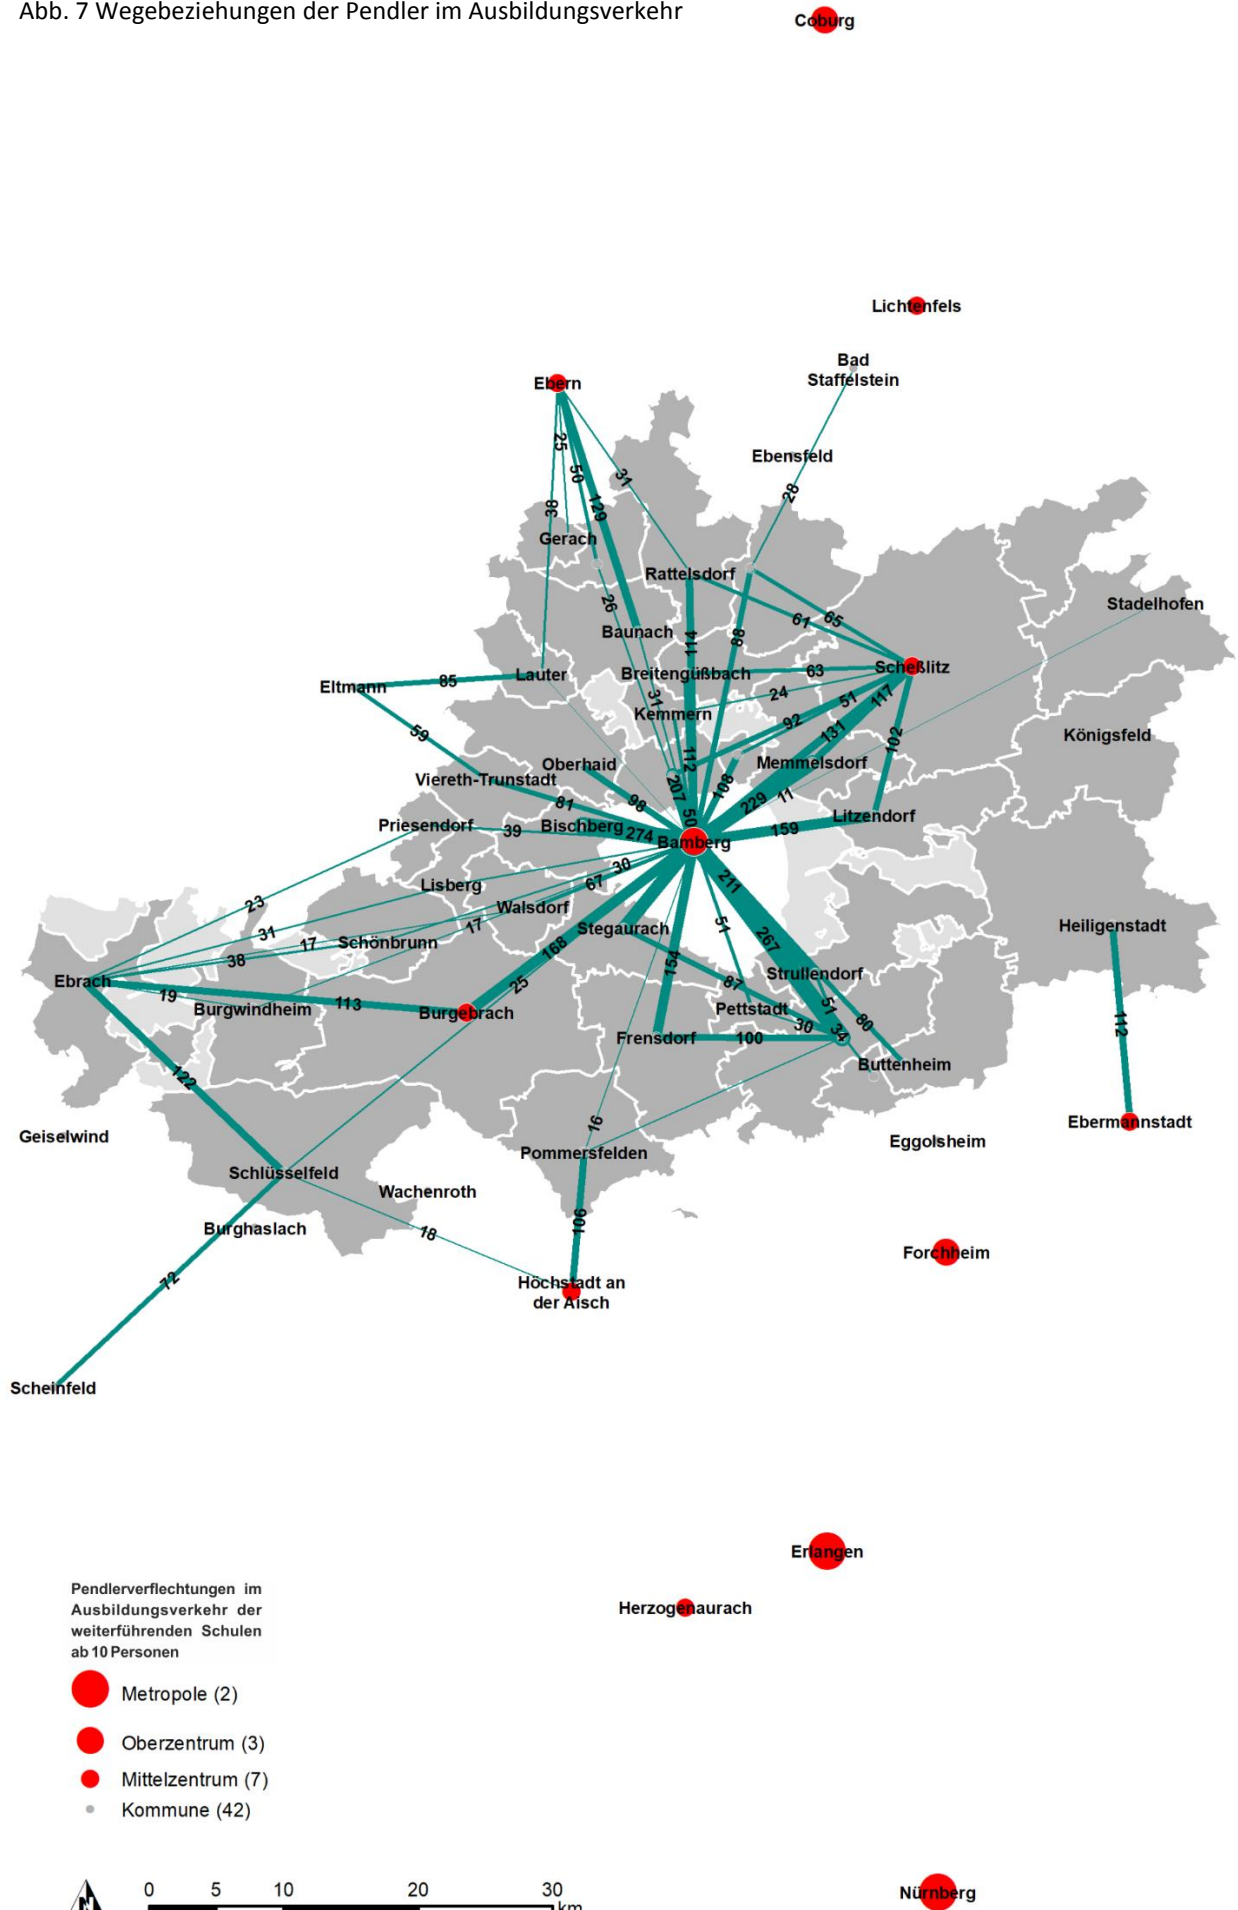 Abb. 7 Wegebeziehungen der Pendler im Ausbildungsverkehr
Coburg
Lichtenfels
Bad
Staffelstein
Ebern
25
Ebensfeld
50
31
28
38
129
Gerach
Rattelsdorf
26
Stadelhofen
61
65
Baunach
114
88
Scheßlitz
Lauter
Breitengüßbach
63
Eltmann
85
31
24
51
117
Kemmern
92
59
131
102
Königsfeld
112
Oberhaid
Memmelsdorf
Viereth-Trunstadt
207
108
81
98
229
11
Priesendorf
39
Bischberg
274
50
159
Litzendorf
Bamberg
30
67
211
Lisberg
23
Walsdorf
17
31
17
Schönbrunn
Stegaurach
51
267
Heiligenstadt
38
168
154
Ebrach
19
25
87
Strullendorf
Burgwindheim
113
Burgebrach
Pettstadt
51
80
30
34
112
Frensdorf
100
Buttenheim
122
16
Ebermannstadt
Geiselwind
Eggolsheim
Pommersfelden
Schlüsselfeld
Wachenroth
Burghaslach
18
106
Forchheim
72
Höchstadt an
der Aisch
Scheinfeld
Erlangen
Herzogenaurach
Pendlerverflechtungen im
Ausbildungsverkehr der
weiterführenden Schulen
ab 10 Personen
Metropole (2)
Oberzentrum (3)
Mittelzentrum (7)
Kommune (42)
N
0 5 10 20 30
km
Nürnberg